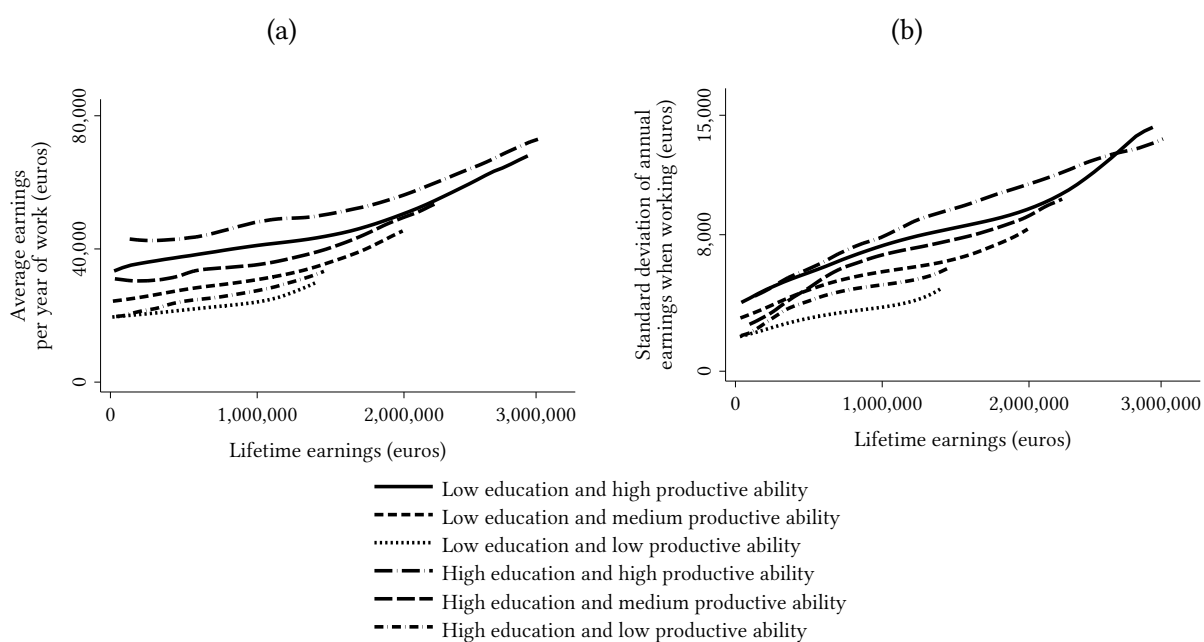 (a)
Average earnings
per year of work (euros)
80,000
40,000
0
0 1,000,000 2,000,000 3,000,000
Lifetime earnings (euros)
(b)
Standard deviation of annual
earnings when working (euros)
15,000
8,000
0
0 1,000,000 2,000,000 3,000,000
Lifetime earnings (euros)
Low education and high productive ability
Low education and medium productive ability
Low education and low productive ability
High education and high productive ability
High education and medium productive ability
High education and low productive ability